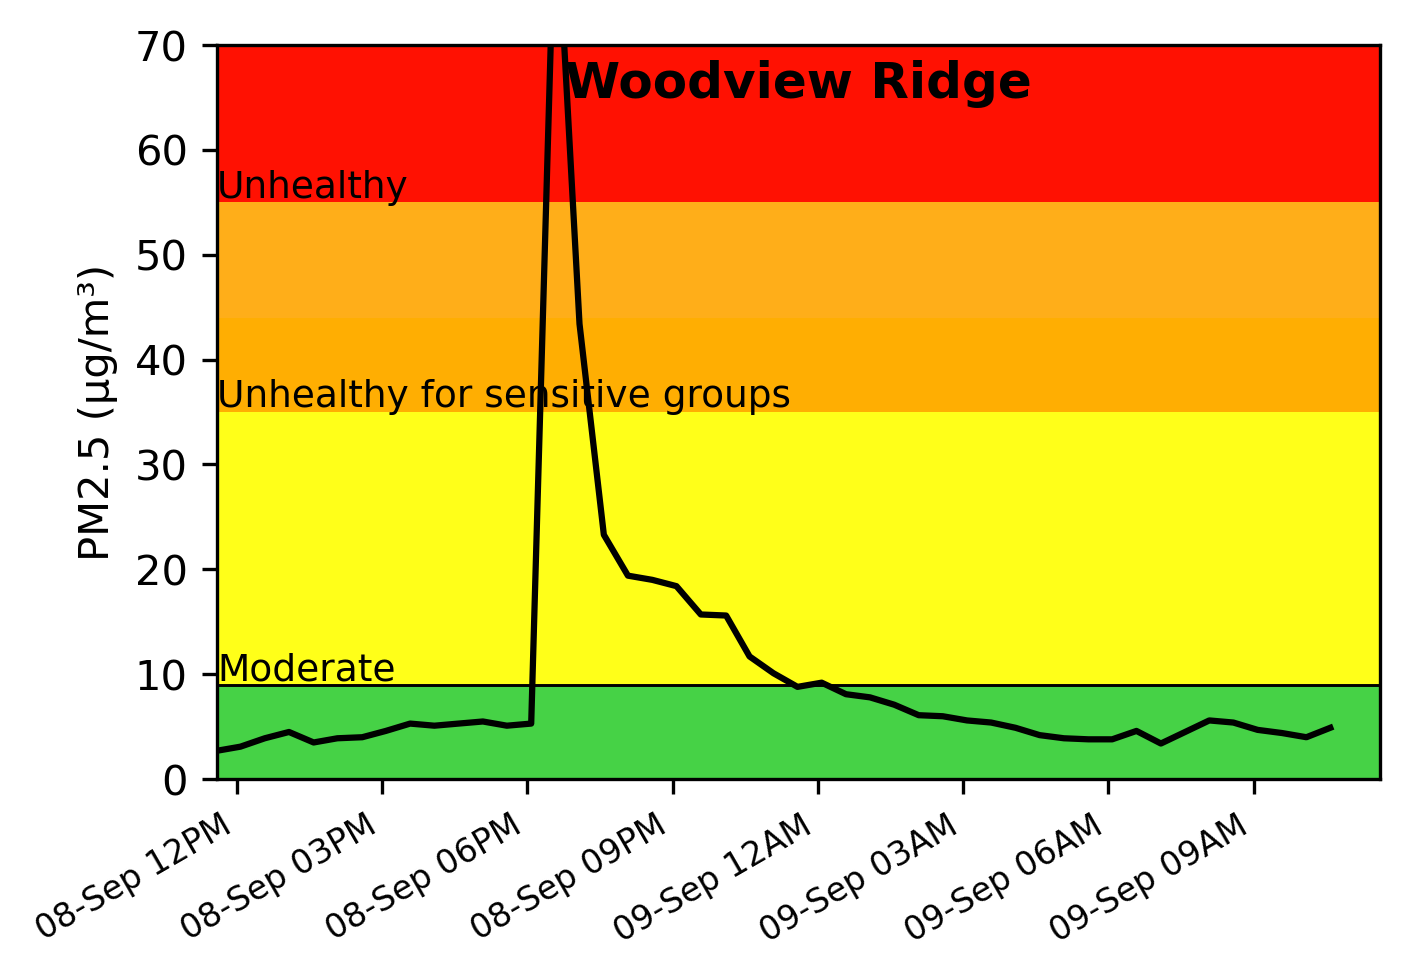 Woodview Ridge
70
60
50
40
30
20
10
0
PM2.5 (µg/m³)
Unhealthy
Unhealthy for sensitive groups
Moderate
08-Sep 12PM
08-Sep 03PM
08-Sep 06PM
08-Sep 09PM
09-Sep 12AM
09-Sep 03AM
09-Sep 06AM
09-Sep 09AM